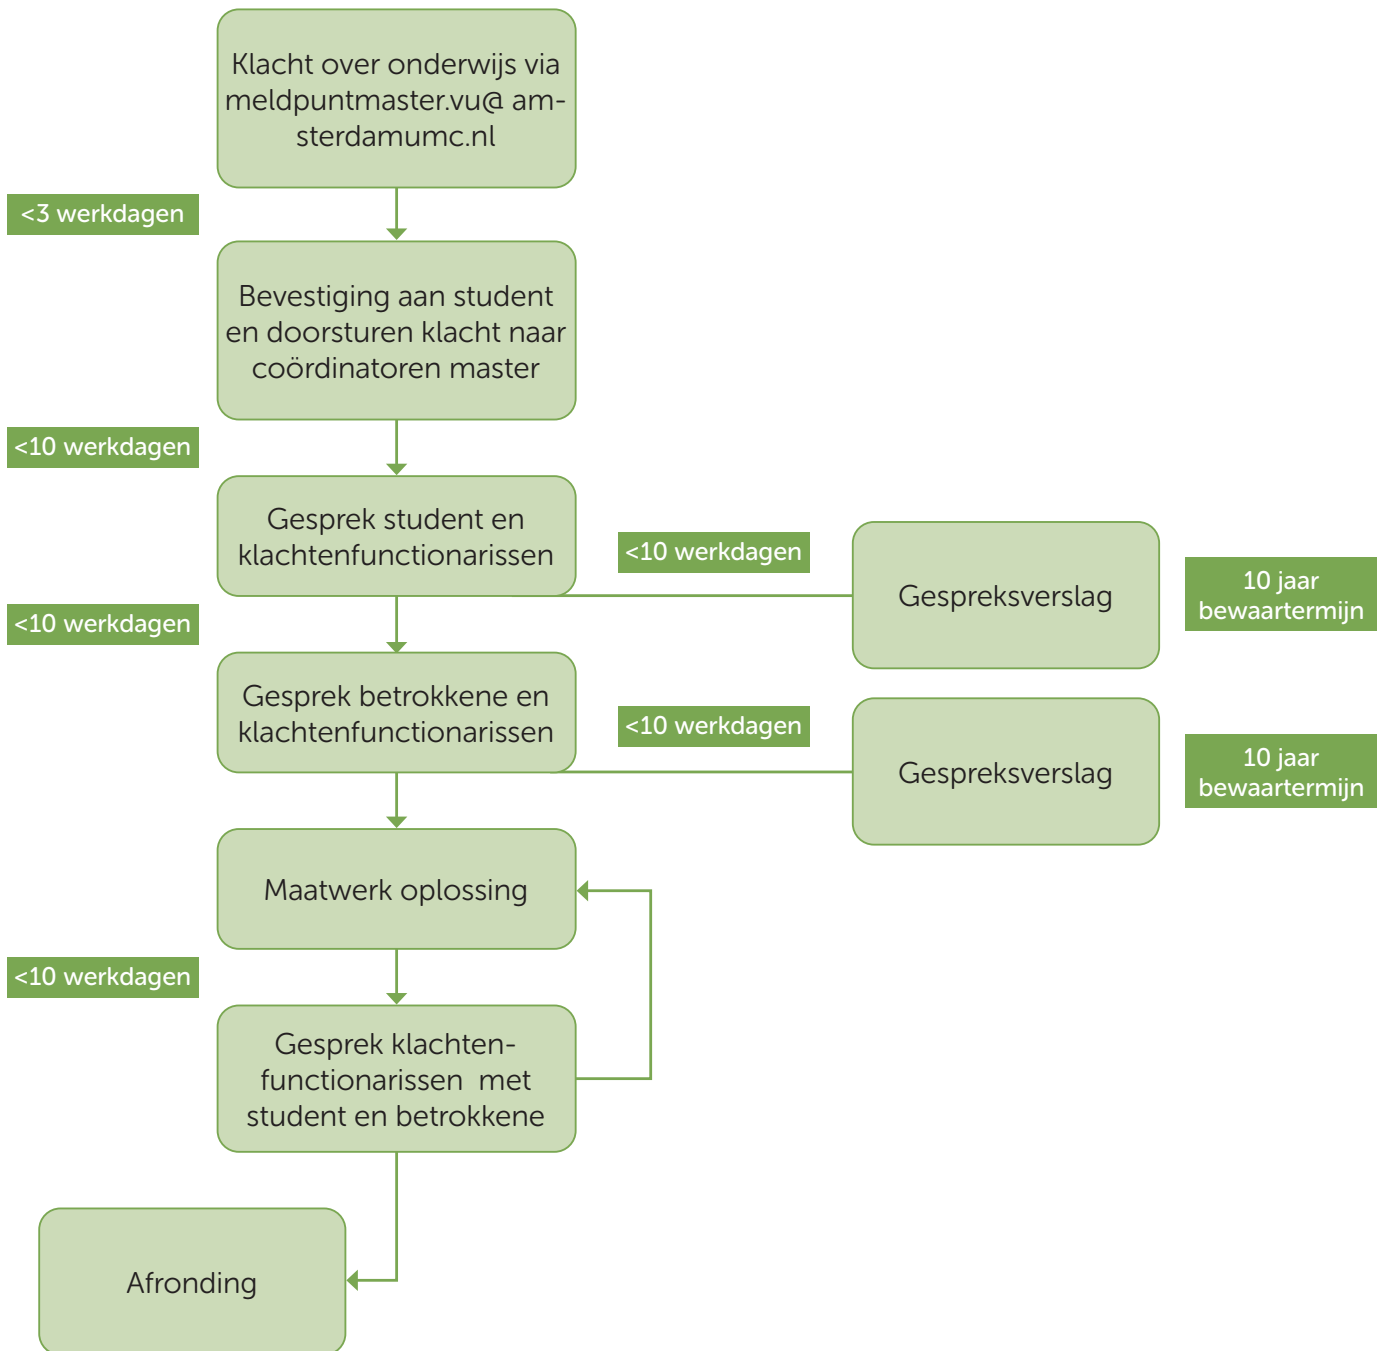 Klacht over onderwijs via
meldpuntmaster.vu@ am-
sterdamumc.nl
<3 werkdagen
Bevestiging aan student
en doorsturen klacht naar
coördinatoren master
<10 werkdagen
Gesprek student en
klachtenfunctionarissen
<10 werkdagen
Gespreksverslag
10 jaar
bewaartermijn
<10 werkdagen
Gesprek betrokkene en
klachtenfunctionarissen
<10 werkdagen
Gespreksverslag
10 jaar
bewaartermijn
Maatwerk oplossing
<10 werkdagen
Gesprek klachten-
functionarissen  met
student en betrokkene
Afronding